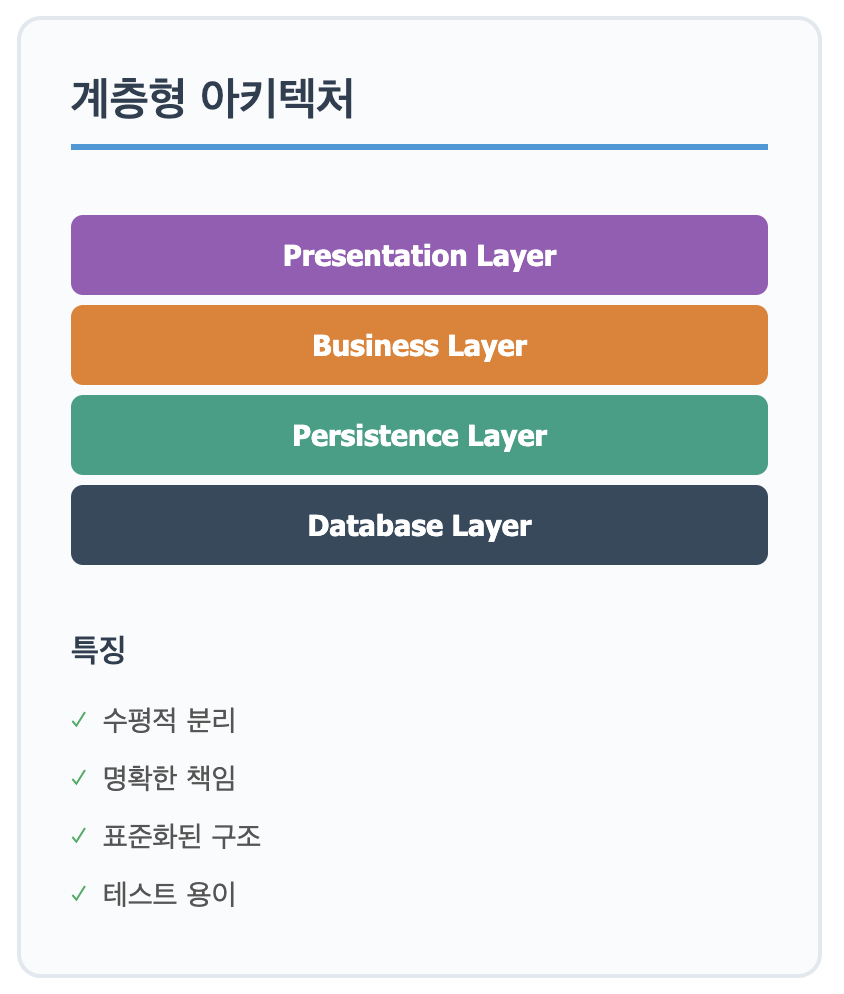 계층형 아키텍처
Presentation Layer
Business Layer
Persistence Layer
Database Layer
특징
✓ 수평적 분리
✓ 명확한 책임
✓ 표준화된 구조
✓ 테스트 용이